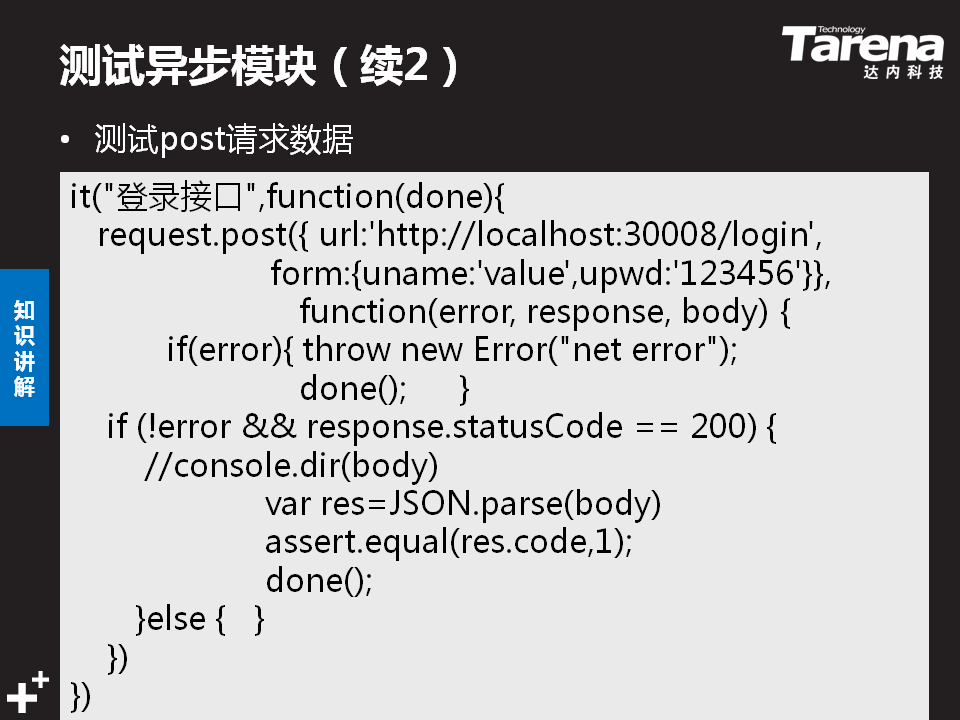 测试异步模块（续2）
Technology
Tarena
达内科技
• 测试post请求数据
it("登录接口",function(done){
request.post({ url:'http://localhost:30008/login',
form:{uname:'value',upwd:'123456'}},
function(error, response, body) {
if(error){ throw new Error("net error");
done(); }
if (!error && response.statusCode == 200) {
//console.dir(body)
var res=JSON.parse(body)
assert.equal(res.code,1);
done();
}else { }
})
})
知识讲解